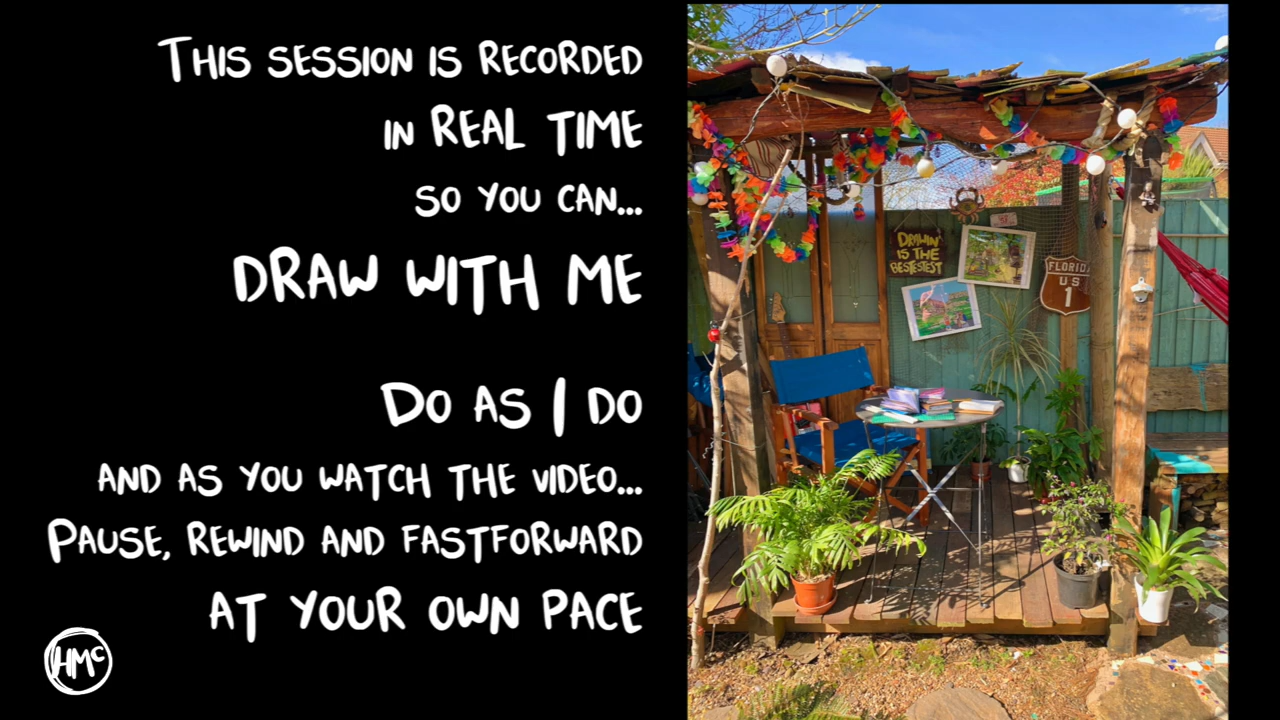 THIS SESSION IS RECORDED
IN REAL TIME
SO YOU CAN...
DRAW WITH ME
DO AS I DO
AND AS YOU WATCH THE VIDEO...
PAUSE, REWIND AND FASTFORWARD
AT YOUR OWN PACE
HMC
DRAWIN'
IS THE
BESTESTEST
FLORIDA
US
1